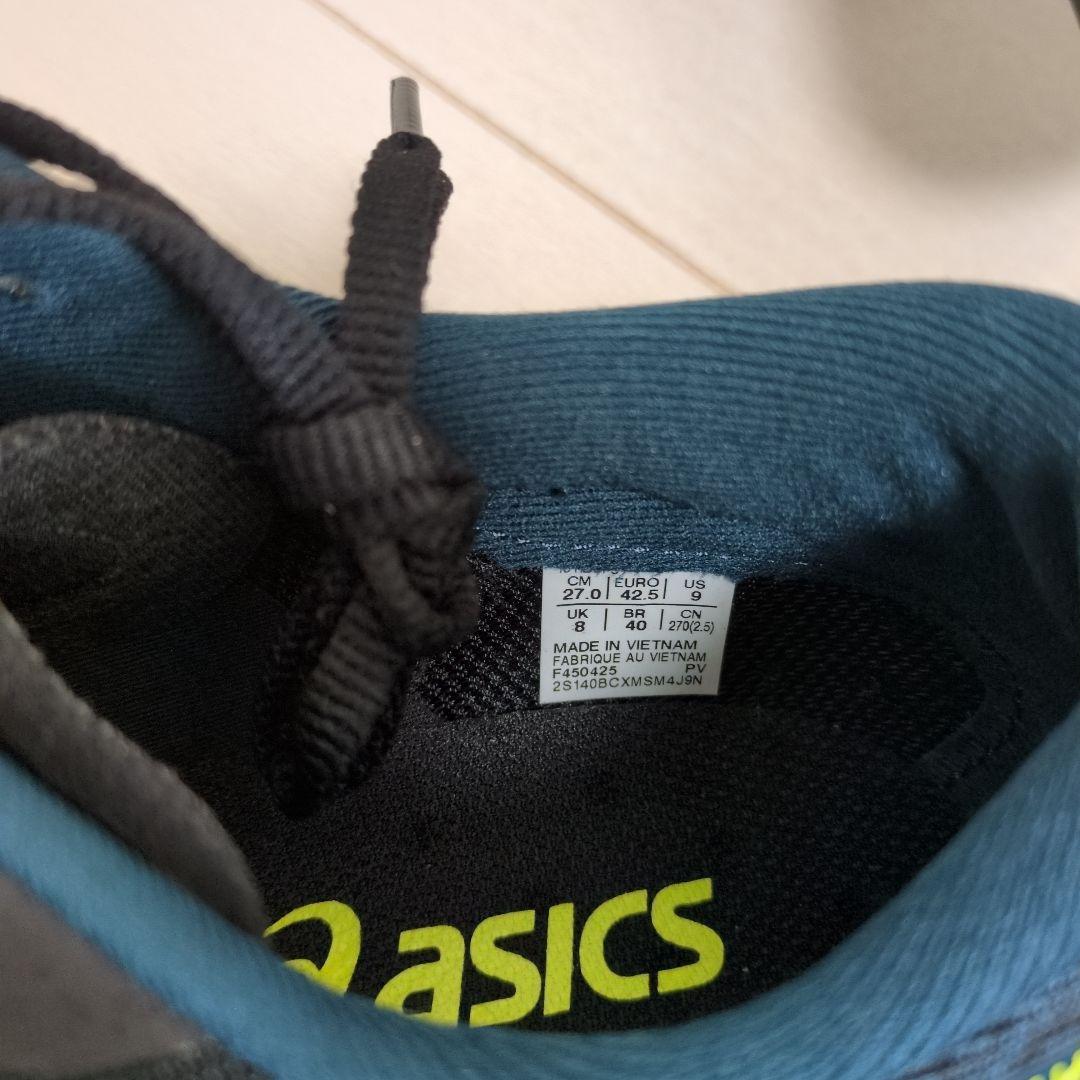 CM | EURO | US
27.0 | 42.5 | 9
UK | BR | CN
8 | 40 | 270(2.5)
MADE IN VIETNAM
FABRIQUE AU VIETNAM
F450425 PV
2S140BCXMSM4J9N
asics